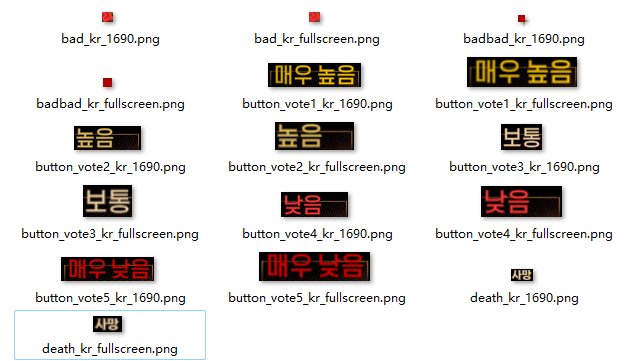 bad_kr_1690.png
bad_kr_fullscreen.png
badbad_kr_1690.png
badbad_kr_fullscreen.png
매우 높음
button_vote1_kr_1690.png
매우 높음
button_vote1_kr_fullscreen.png
높음
button_vote2_kr_1690.png
높음
button_vote2_kr_fullscreen.png
보통
button_vote3_kr_1690.png
보통
button_vote3_kr_fullscreen.png
낮음
button_vote4_kr_1690.png
낮음
button_vote4_kr_fullscreen.png
매우 낮음
button_vote5_kr_1690.png
매우 낮음
button_vote5_kr_fullscreen.png
사망
death_kr_1690.png
사망
death_kr_fullscreen.png